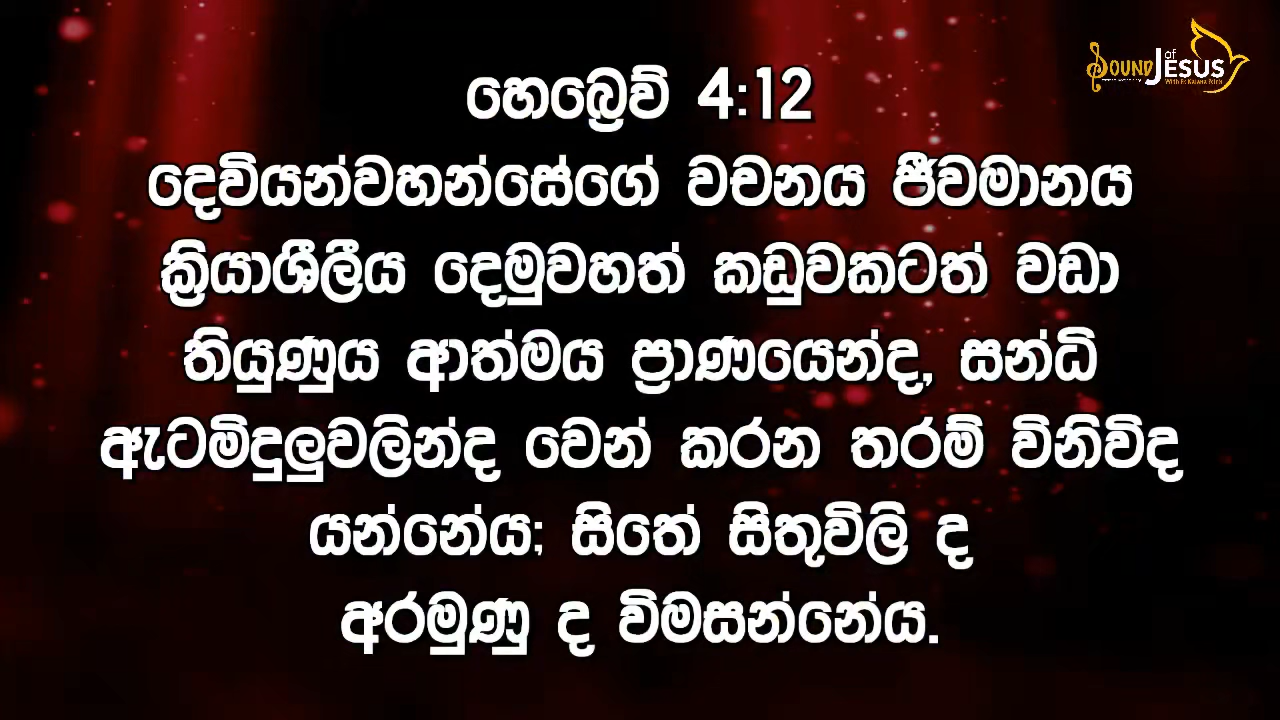 හෙබ්‍රෙව් 4:12
දෙවියන්වහන්සේගේ වචනය ජීවමානය
ක්‍රියාශීලීය දෙමුවහත් කඩුවකටත් වඩා
තියුණුය ආත්මය ප්‍රාණයෙන්ද, සන්ධි
ඇටමිදුලුවලින්ද වෙන් කරන තරම් විනිවිද
යන්නේය; සිතේ සිතුවිලි ද
අරමුණු ද විමසන්නේය.
SOUND of JESUS